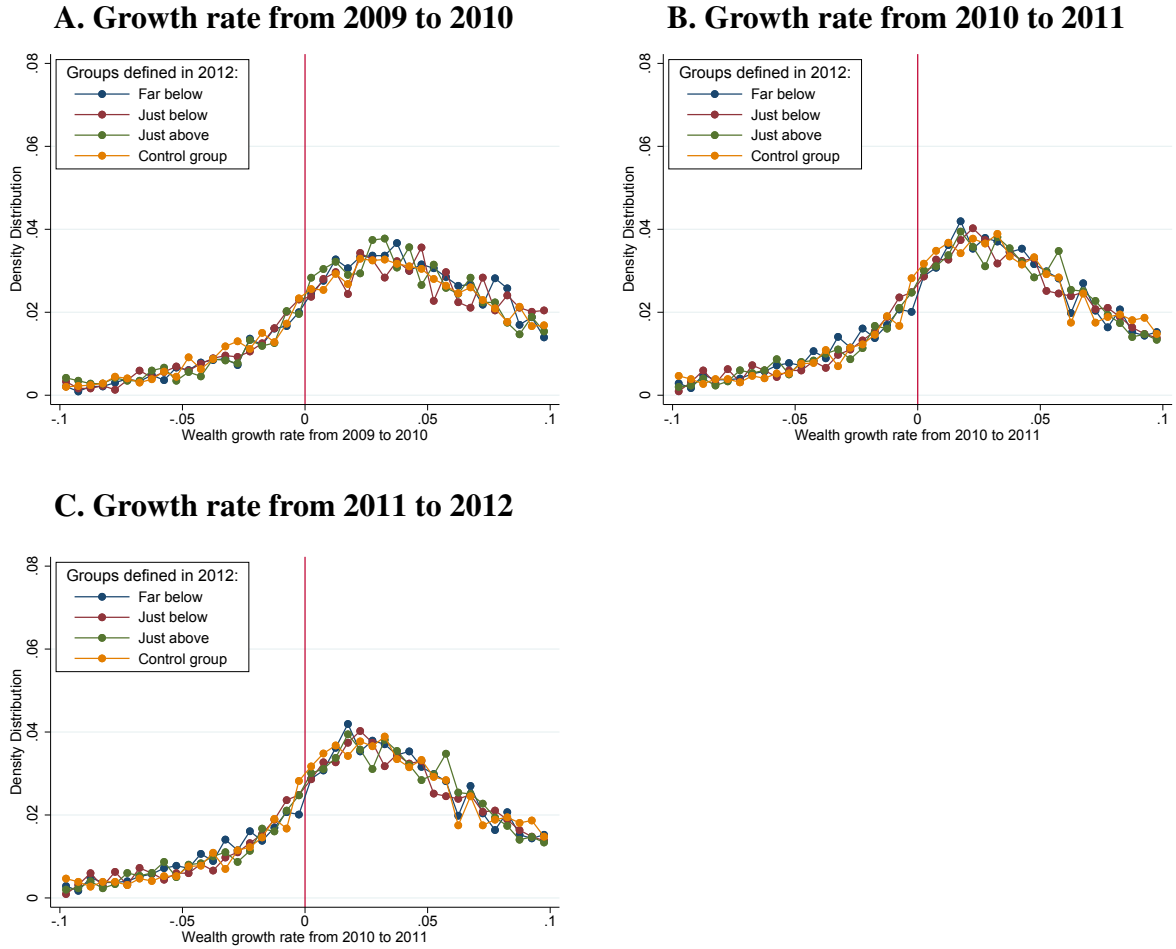 A. Growth rate from 2009 to 2010
.08
.06
.04
.02
0
Density Distribution
Groups defined in 2012:
Far below
Just below
Just above
Control group
-.1
-.05
0
.05
.1
Wealth growth rate from 2009 to 2010
B. Growth rate from 2010 to 2011
.08
.06
.04
.02
0
Density Distribution
Groups defined in 2012:
Far below
Just below
Just above
Control group
-.1
-.05
0
.05
.1
Wealth growth rate from 2010 to 2011
C. Growth rate from 2011 to 2012
.08
.06
.04
.02
0
Density Distribution
Groups defined in 2012:
Far below
Just below
Just above
Control group
-.1
-.05
0
.05
.1
Wealth growth rate from 2010 to 2011